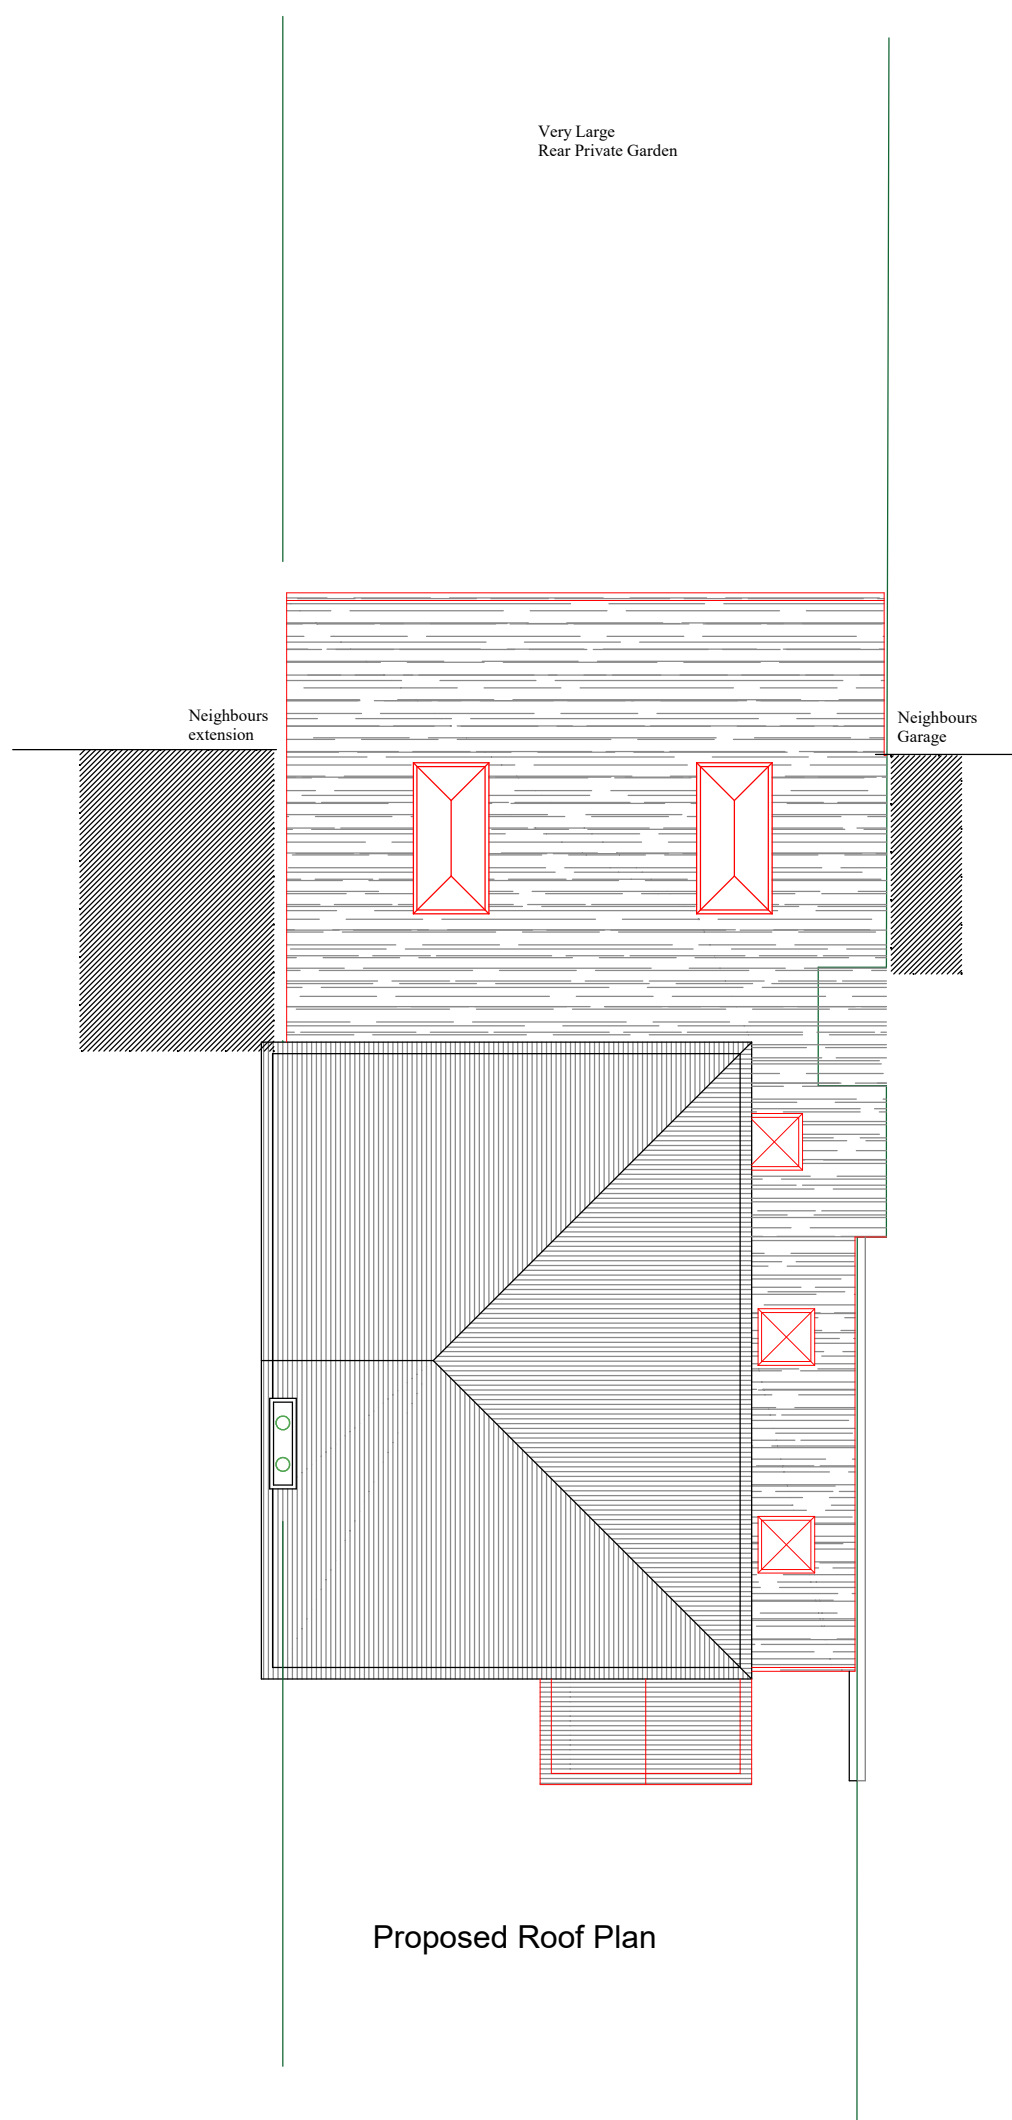 Very Large
Rear Private Garden
Neighbours
extension
Neighbours
Garage
Proposed Roof Plan